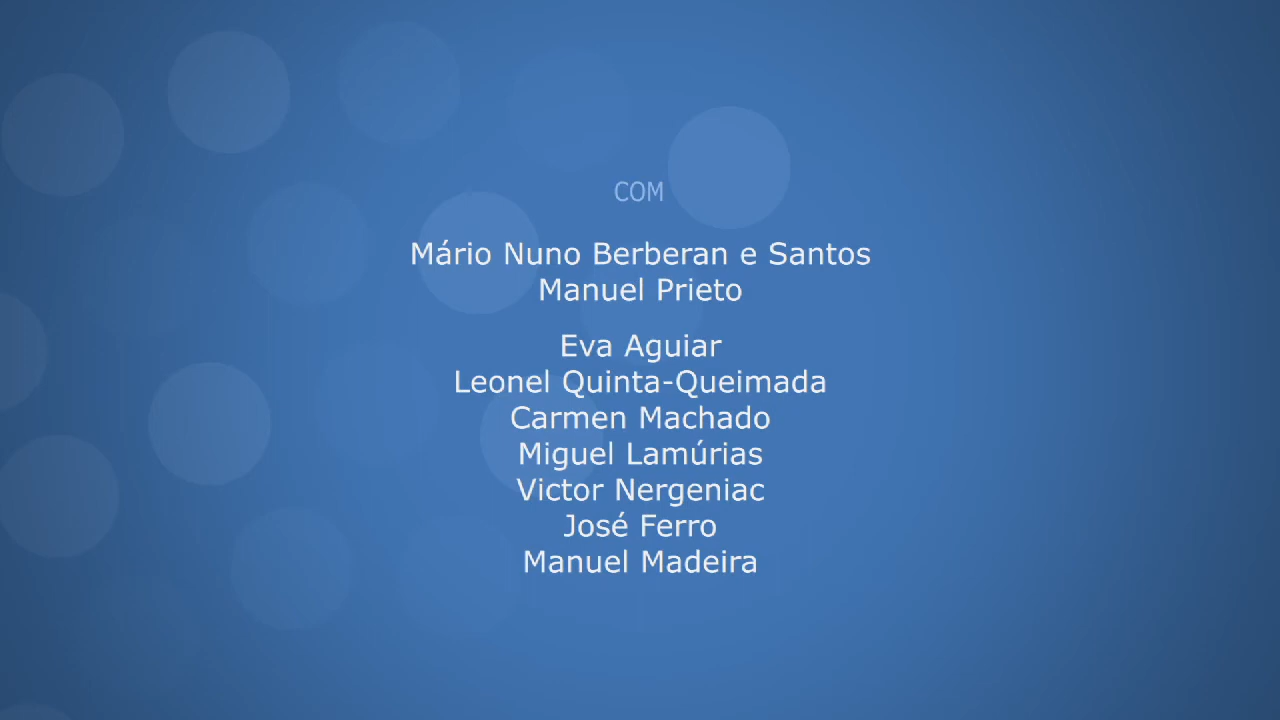 COM
Mário Nuno Berberan e Santos
Manuel Prieto
Eva Aguiar
Leonel Quinta-Queimada
Carmen Machado
Miguel Lamúrias
Victor Nergeniac
José Ferro
Manuel Madeira